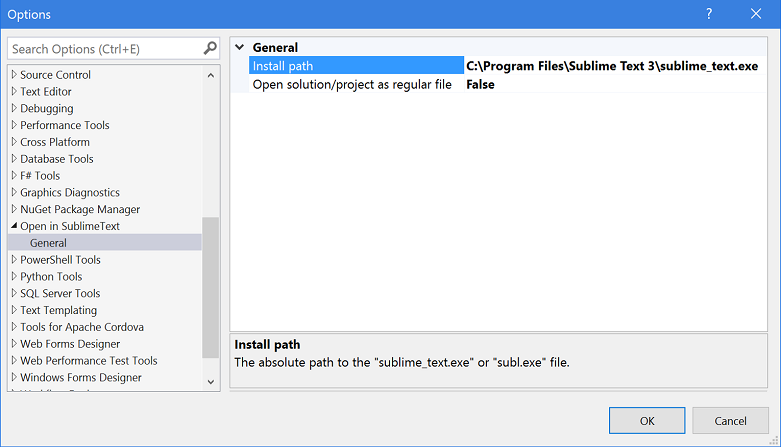 Options
Search Options (Ctrl+E)
Source Control
Text Editor
Debugging
Performance Tools
Cross Platform
Database Tools
F# Tools
Graphics Diagnostics
NuGet Package Manager
Open in SublimeText
General
PowerShell Tools
Python Tools
SQL Server Tools
Text Templating
Tools for Apache Cordova
Web Forms Designer
Web Performance Test Tools
Windows Forms Designer
General
Install path C:\Program Files\Sublime Text 3\sublime_text.exe
Open solution/project as regular file False
Install path
The absolute path to the "sublime_text.exe" or "subl.exe" file.
OK Cancel